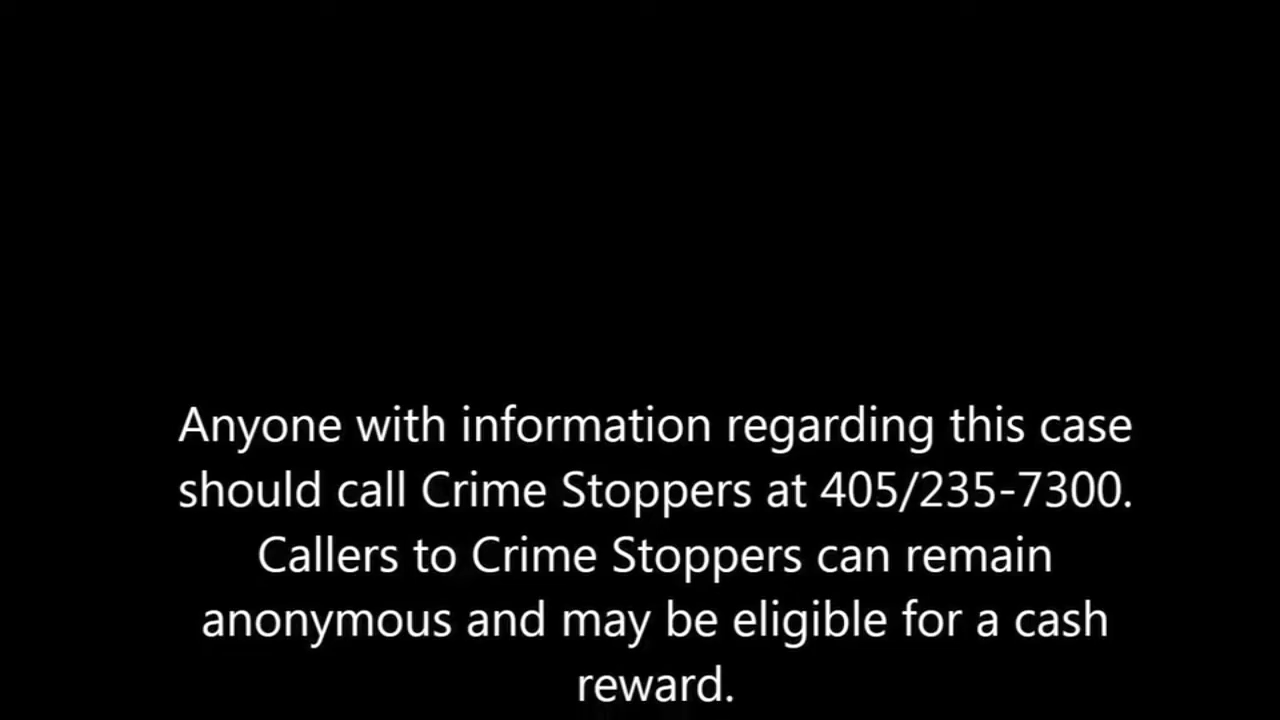 Anyone with information regarding this case
should call Crime Stoppers at 405/235-7300.
Callers to Crime Stoppers can remain
anonymous and may be eligible for a cash
reward.